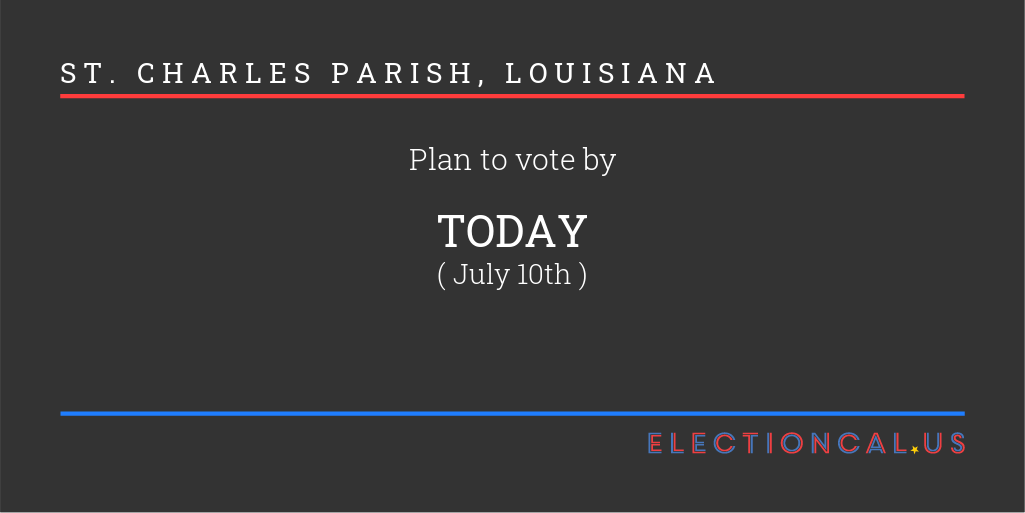 ST. CHARLES PARISH, LOUISIANA
Plan to vote by
TODAY
( July 10th )
ELECTIONCAL.US